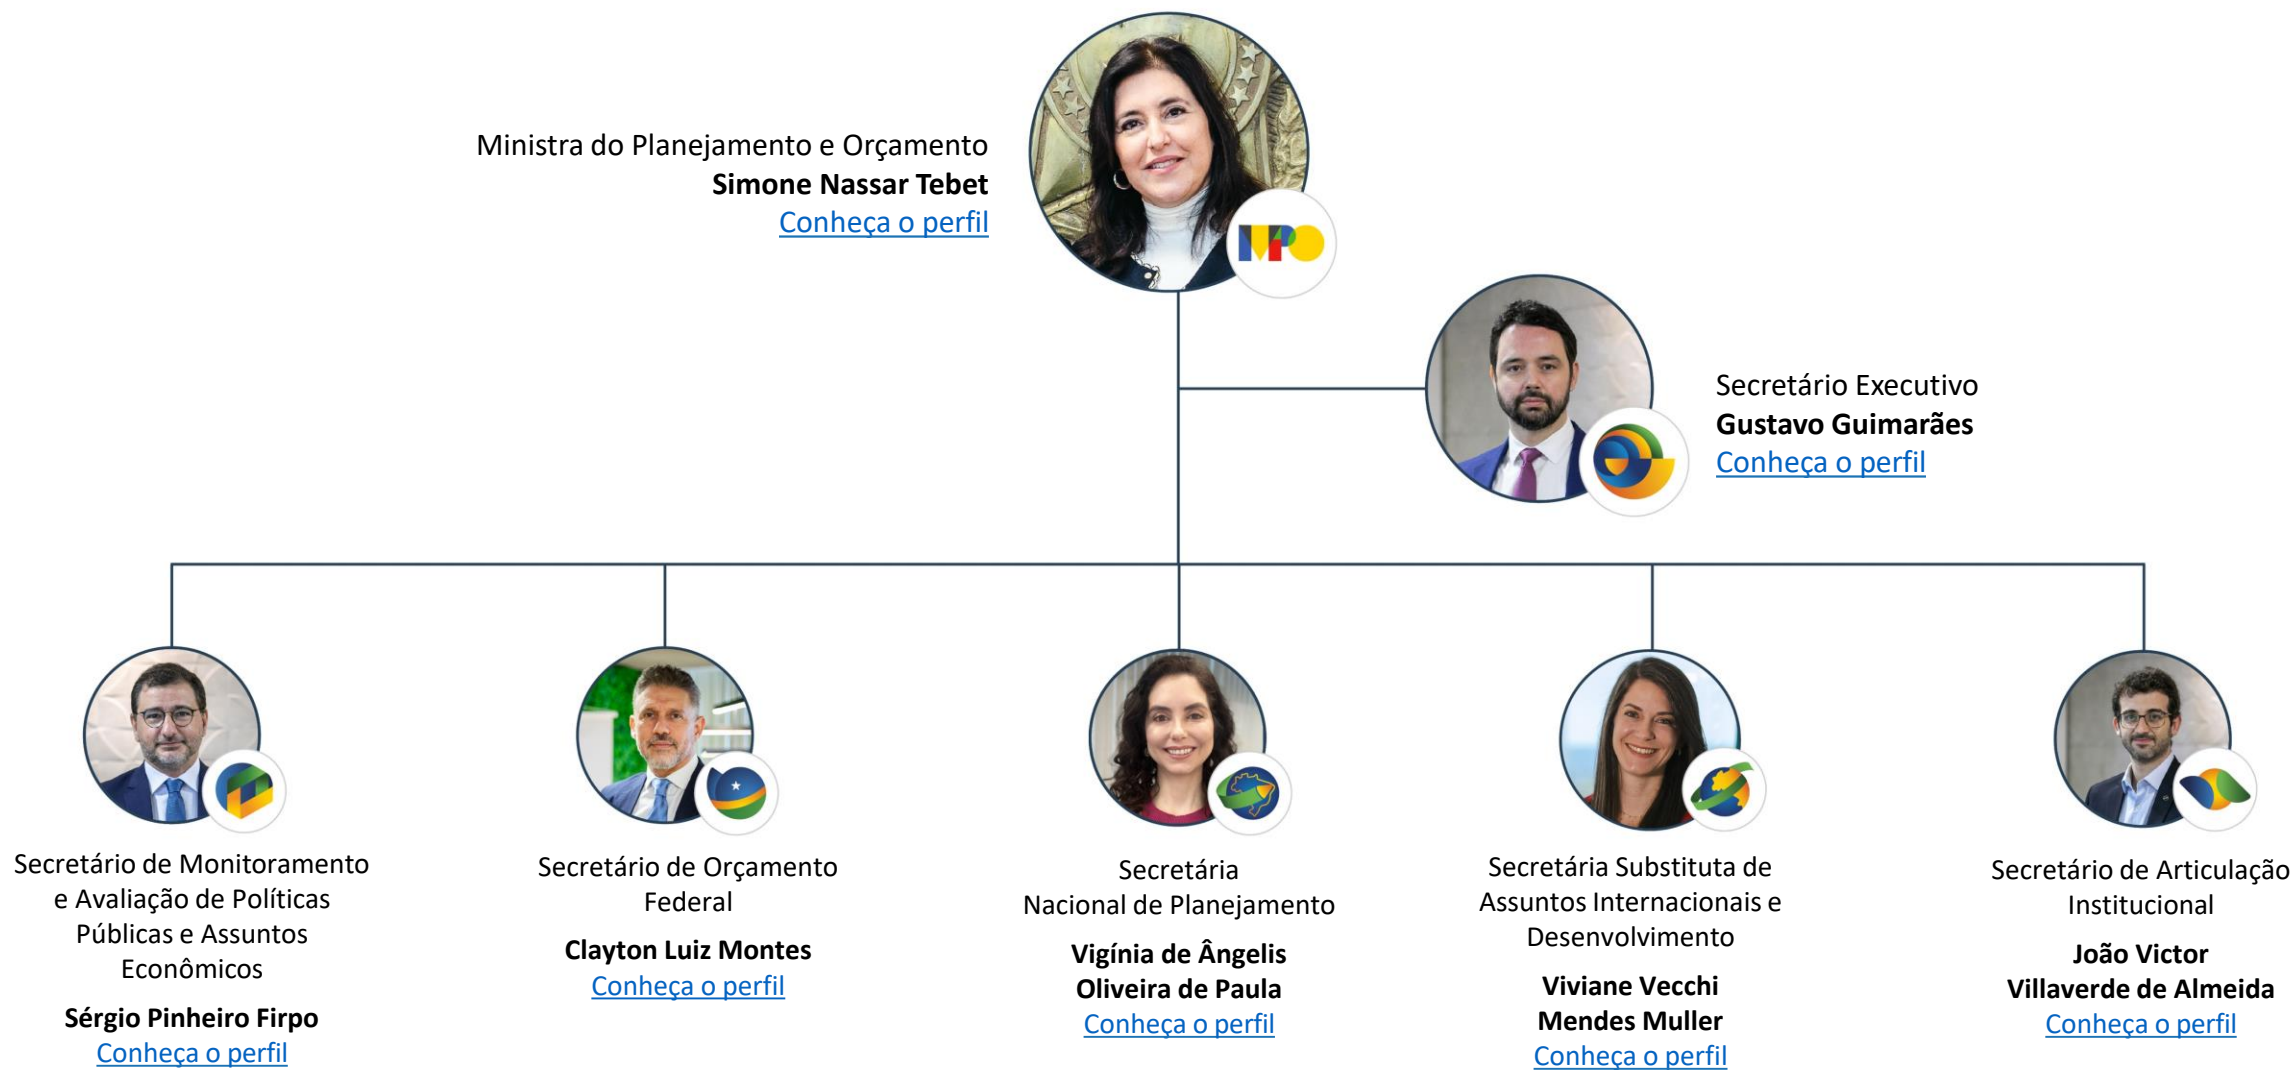 Ministra do Planejamento e Orçamento
Simone Nassar Tebet
Conheça o perfil
MPO
Secretário Executivo
Gustavo Guimarães
Conheça o perfil
Secretário de Monitoramento
e Avaliação de Políticas
Públicas e Assuntos
Econômicos
Sérgio Pinheiro Firpo
Conheça o perfil
Secretário de Orçamento
Federal
Clayton Luiz Montes
Conheça o perfil
Secretária
Nacional de Planejamento
Vigínia de Ângelis
Oliveira de Paula
Conheça o perfil
Secretária Substituta de
Assuntos Internacionais e
Desenvolvimento
Viviane Vecchi
Mendes Muller
Conheça o perfil
Secretário de Articulação
Institucional
João Victor
Villaverde de Almeida
Conheça o perfil